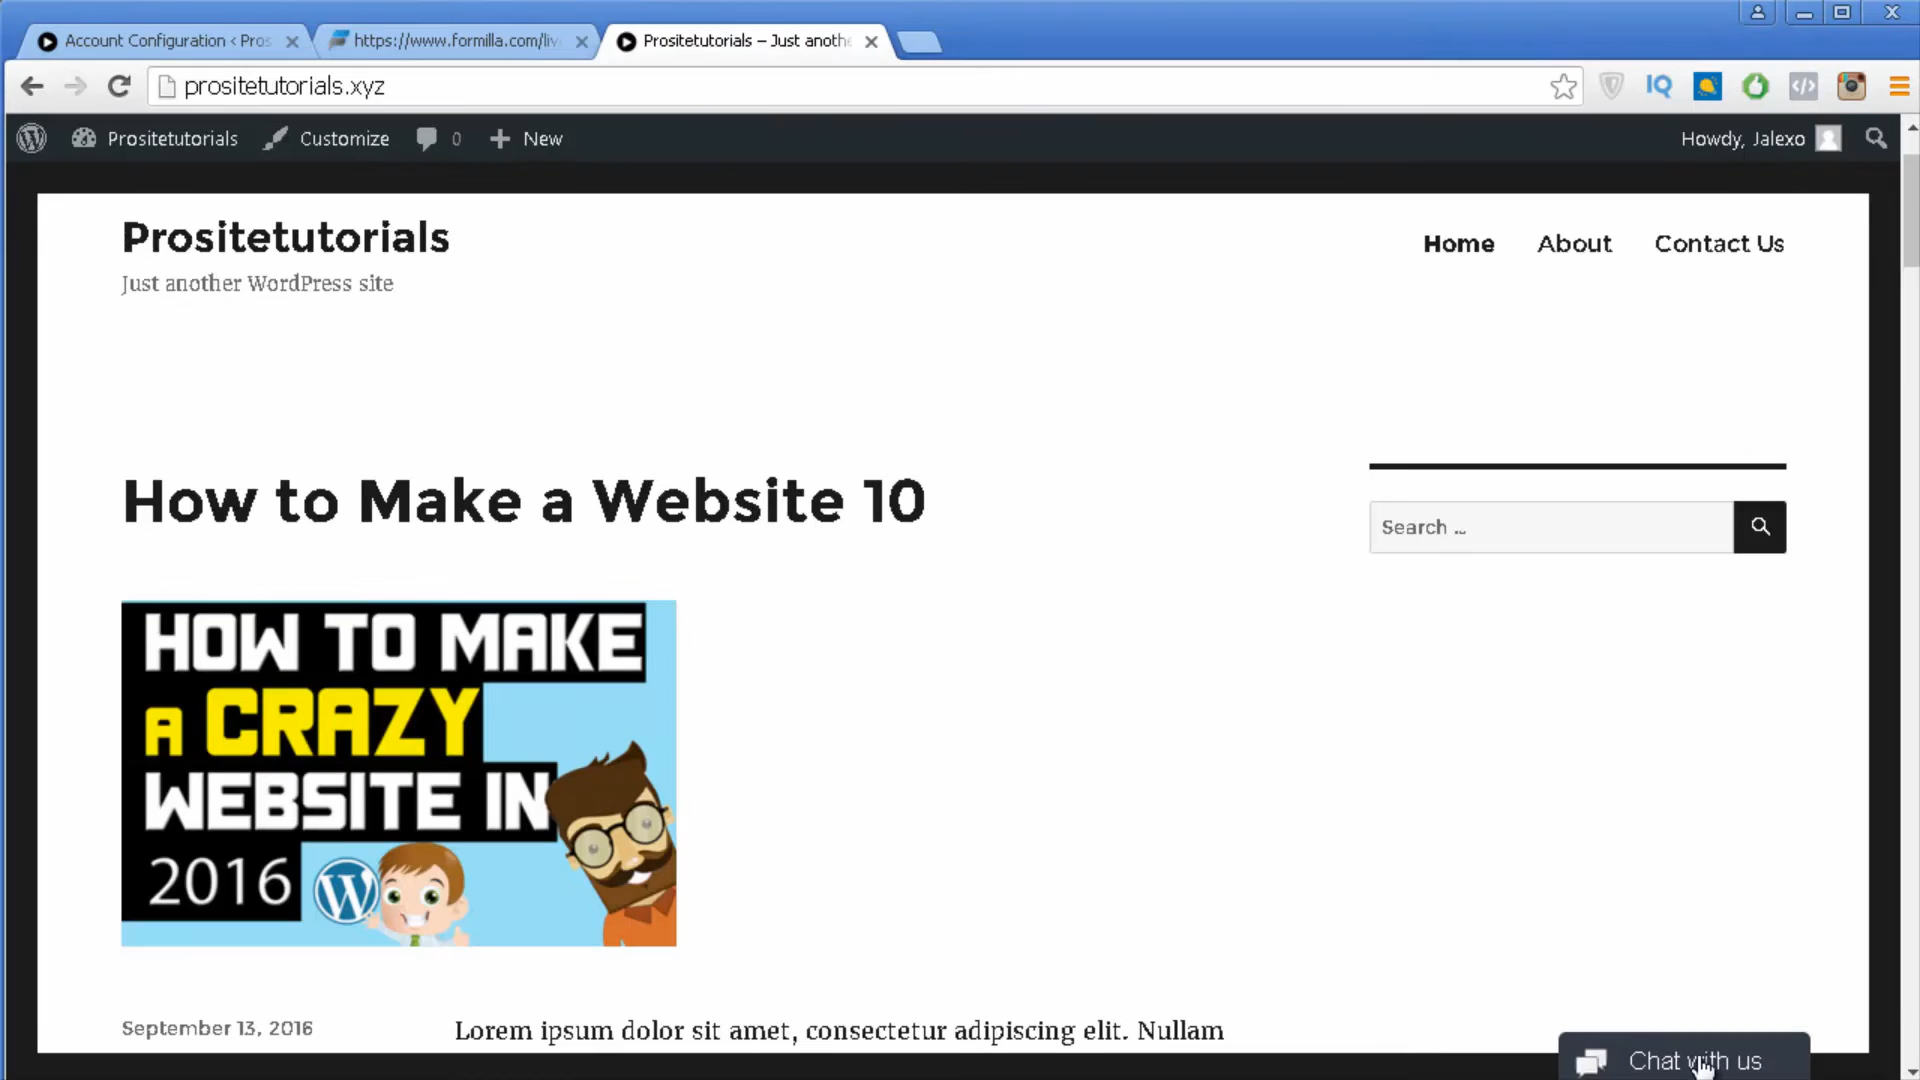 Account Configuration ‹ Pros
https://www.formilla.com/liv
Prositetutorials – Just anothe
prositetutorials.xyz
IQ
Prositetutorials
Customize
0
New
Howdy, Jalexo
Prositetutorials
Just another WordPress site
Home
About
Contact Us
How to Make a Website 10
Search ...
HOW TO MAKE
A CRAZY
WEBSITE IN
2016
September 13, 2016
Lorem ipsum dolor sit amet, consectetur adipiscing elit. Nullam
Chat with us